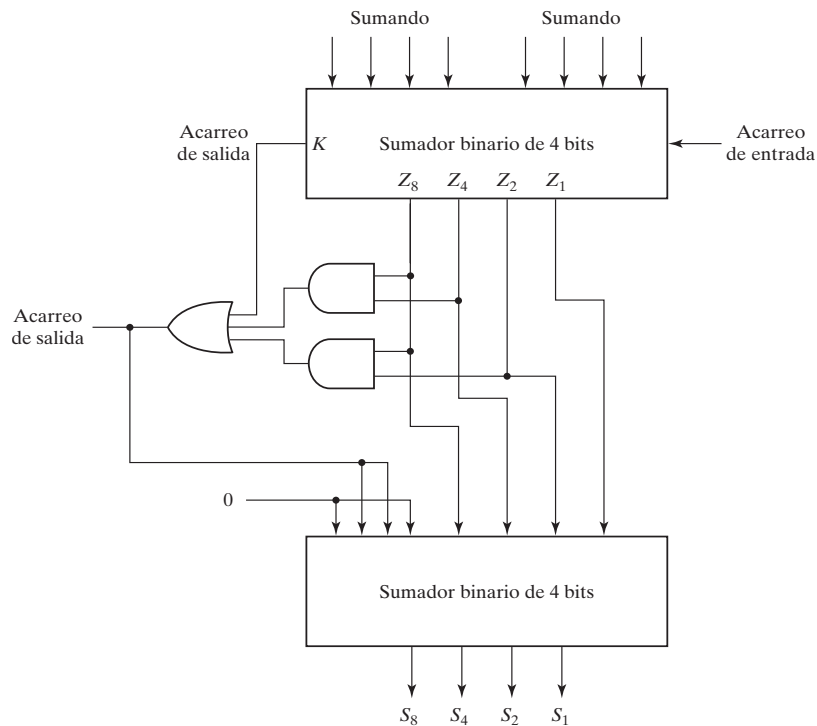 Sumando
Sumando
Acarreo
de salida
K
Sumador binario de 4 bits
Acarreo
de entrada
Z8 Z4 Z2 Z1
Acarreo
de salida
0
Sumador binario de 4 bits
S8 S4 S2 S1